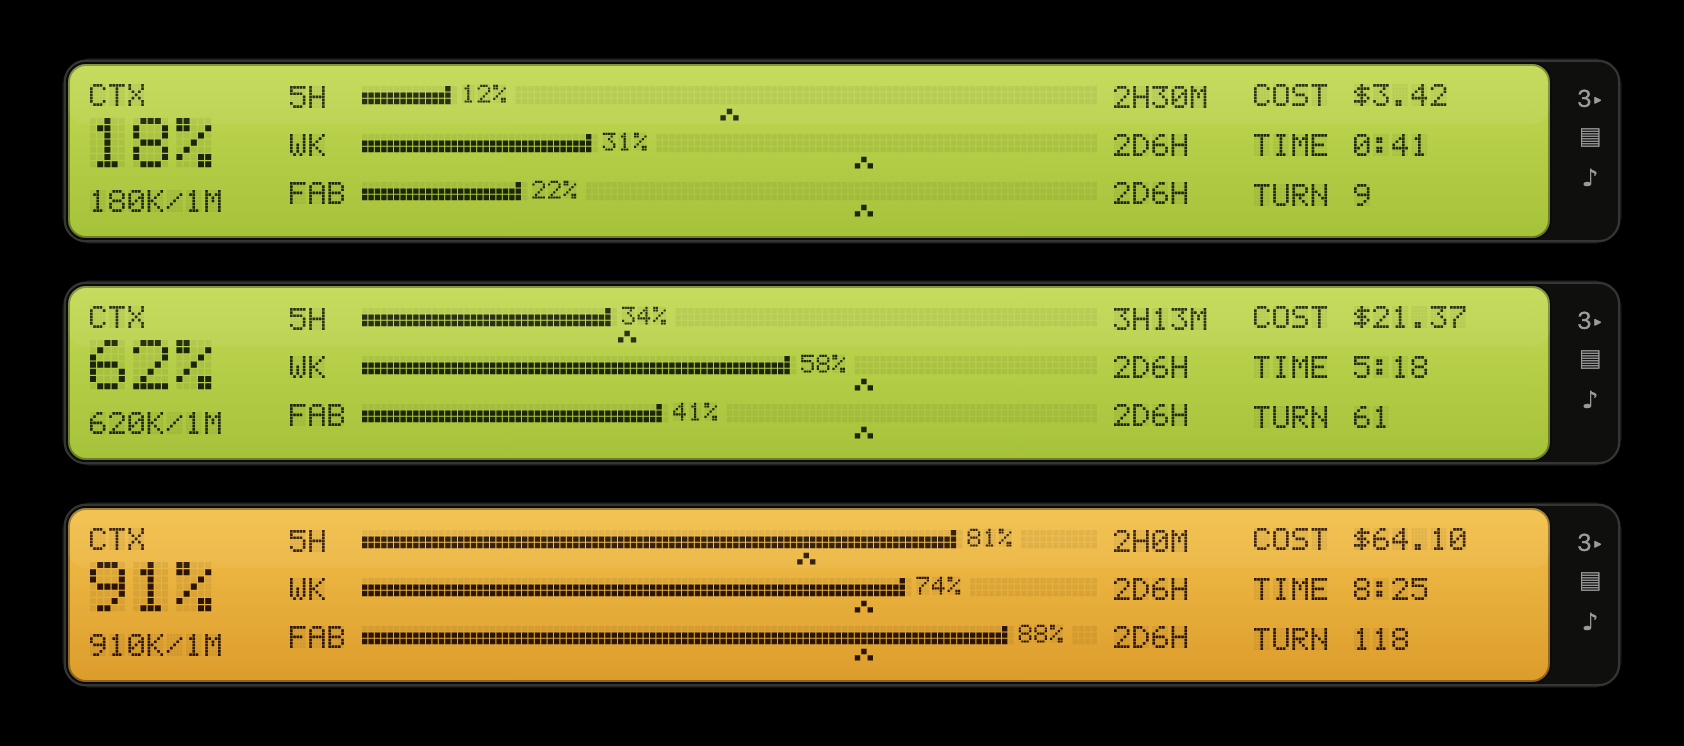 CTX 5H 12% 2H30M COST $3.42 3▸
18% WK 31% 2D6H TIME 0:41
180K/1M FAB 22% 2D6H TURN 9 ♪
CTX 5H 34% 3H13M COST $21.37 3▸
62% WK 58% 2D6H TIME 5:18
620K/1M FAB 41% 2D6H TURN 61 ♪
CTX 5H 81% 2H0M COST $64.10 3▸
91% WK 74% 2D6H TIME 8:25
910K/1M FAB 88% 2D6H TURN 118 ♪